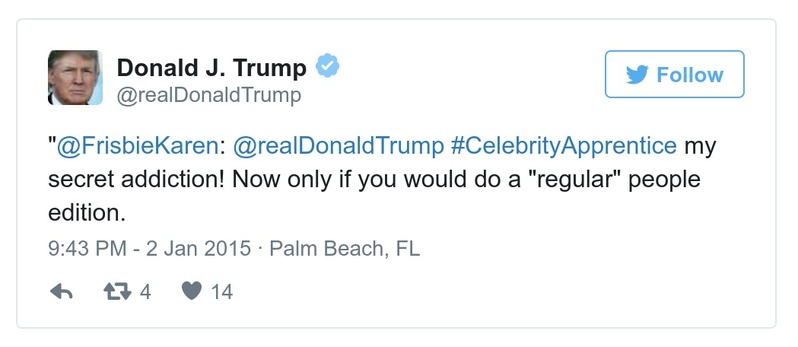 Donald J. Trump
@realDonaldTrump
Follow
"@FrisbieKaren: @realDonaldTrump #CelebrityApprentice my
secret addiction! Now only if you would do a "regular" people
edition.
9:43 PM - 2 Jan 2015 · Palm Beach, FL
4 14